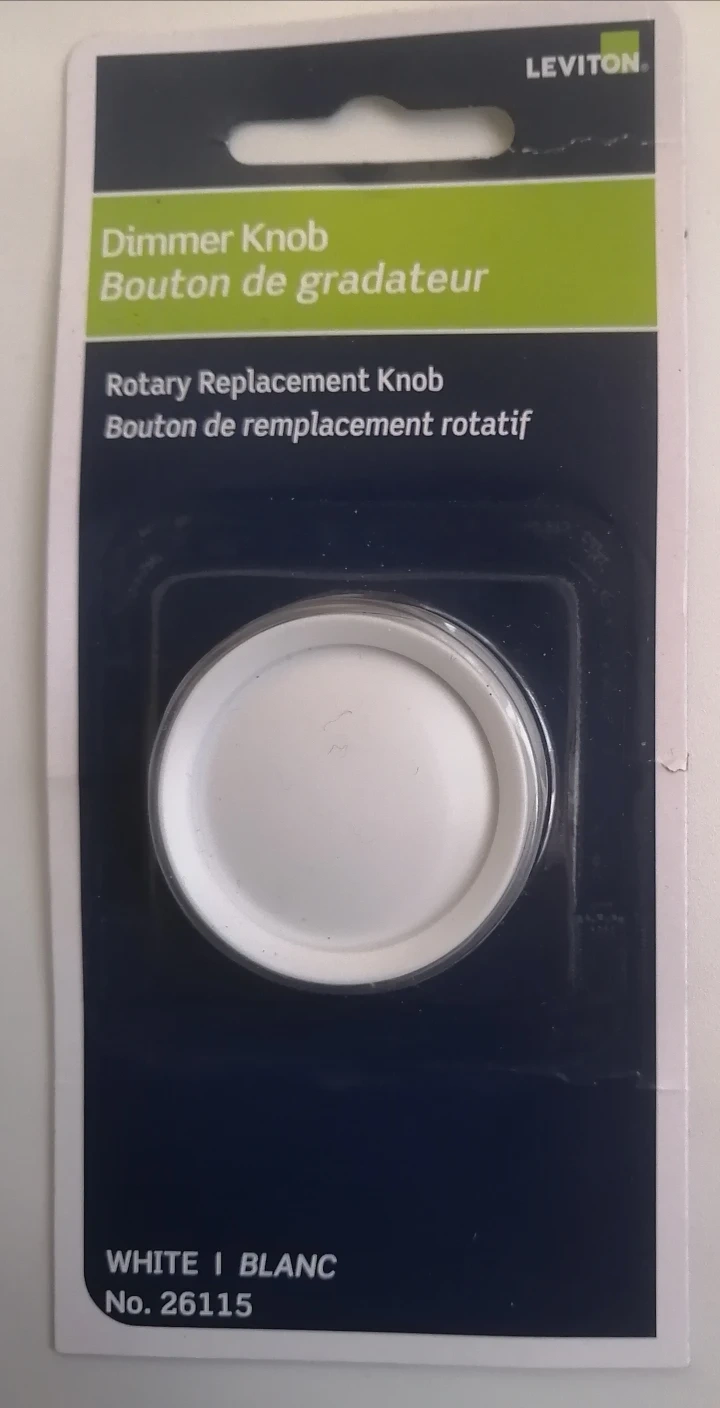 LEVITON®
Dimmer Knob
Bouton de gradateur
Rotary Replacement Knob
Bouton de remplacement rotatif
WHITE | BLANC
No. 26115